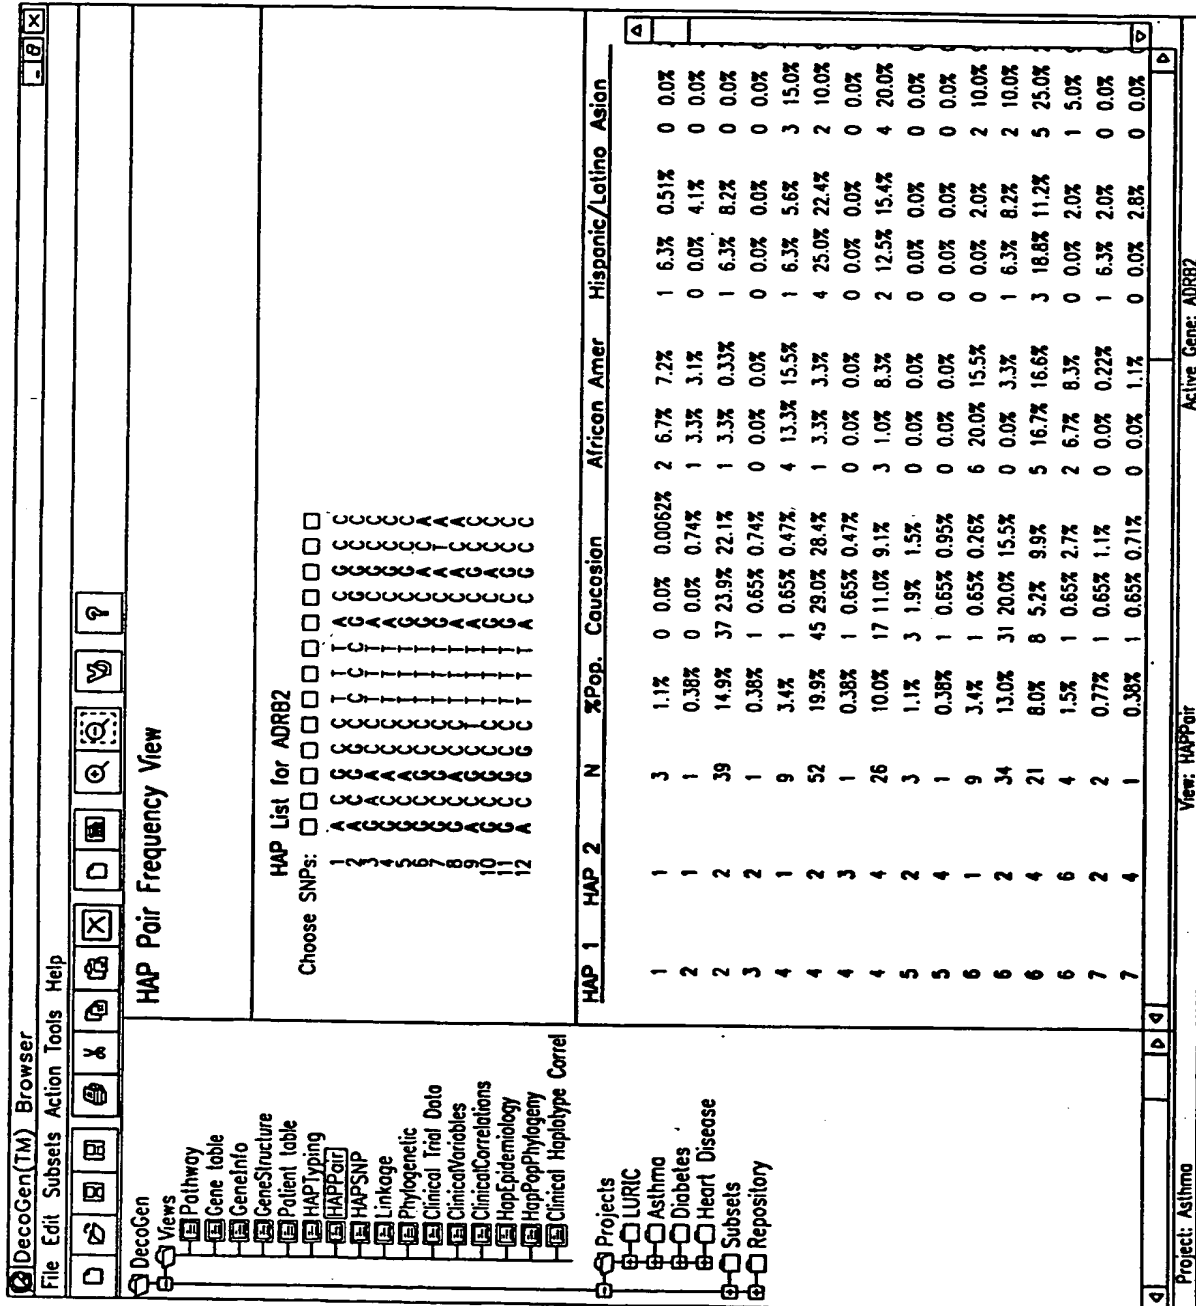 DecoGen(TM) Browser
File Edit Subsets Action Tools Help
DecoGen
Views
Pathway
Gene table
GeneInfo
GeneStructure
Patient table
HAPTyping
HAPPair
HAPSNP
Linkage
Phylogenetic
Clinical Trial Data
ClinicalVariables
ClinicalCorrelations
HapEpidemiology
HapPopPhylogeny
Clinical Haplotype Correl
Projects
LURIC
Asthma
Diabetes
Heart Disease
Subsets
Repository
HAP Pair Frequency View
HAP List for ADRB2
Choose SNPs:
1
2
3
4
5
6
7
8
9
10
11
12
HAP 1 HAP 2 N %Pop. Caucasian African Amer Hispanic/Latino Asian
1 1 3 1.1% 0 0.0% 0.0062% 2 6.7% 7.2% 1 6.3% 0.51% 0 0.0%
2 1 1 0.38% 0 0.0% 0.74% 1 3.3% 3.1% 0 0.0% 4.1% 0 0.0%
2 2 39 14.9% 37 23.9% 22.1% 1 3.3% 0.33% 1 6.3% 8.2% 0 0.0%
3 2 1 0.38% 1 0.65% 0.74% 0 0.0% 0.0% 0 0.0% 0.0% 0 0.0%
4 1 9 3.4% 1 0.65% 0.47% 4 13.3% 15.5% 1 6.3% 5.6% 3 15.0%
4 2 52 19.9% 45 29.0% 28.4% 1 3.3% 3.3% 4 25.0% 22.4% 2 10.0%
4 3 1 0.38% 1 0.65% 0.47% 0 0.0% 0.0% 0 0.0% 0.0% 0 0.0%
4 4 26 10.0% 17 11.0% 9.1% 3 1.0% 8.3% 2 12.5% 15.4% 4 20.0%
5 2 3 1.1% 3 1.9% 1.5% 0 0.0% 0.0% 0 0.0% 0.0% 0 0.0%
5 4 1 0.38% 1 0.65% 0.95% 0 0.0% 0.0% 0 0.0% 0.0% 0 0.0%
6 1 9 3.4% 1 0.65% 0.26% 6 20.0% 15.5% 0 0.0% 2.0% 2 10.0%
6 2 34 13.0% 31 20.0% 15.5% 0 0.0% 3.3% 1 6.3% 8.2% 2 10.0%
6 4 21 8.0% 8 5.2% 9.9% 5 16.7% 16.6% 3 18.8% 11.2% 5 25.0%
6 6 4 1.5% 1 0.65% 2.7% 2 6.7% 8.3% 0 0.0% 2.0% 1 5.0%
7 2 2 0.77% 1 0.65% 1.1% 0 0.0% 0.22% 1 6.3% 2.0% 0 0.0%
7 4 1 0.38% 1 0.65% 0.71% 0 0.0% 1.1% 0 0.0% 2.8% 0 0.0%
Project: Asthma View: HAPPair Active Gene: ADRB2